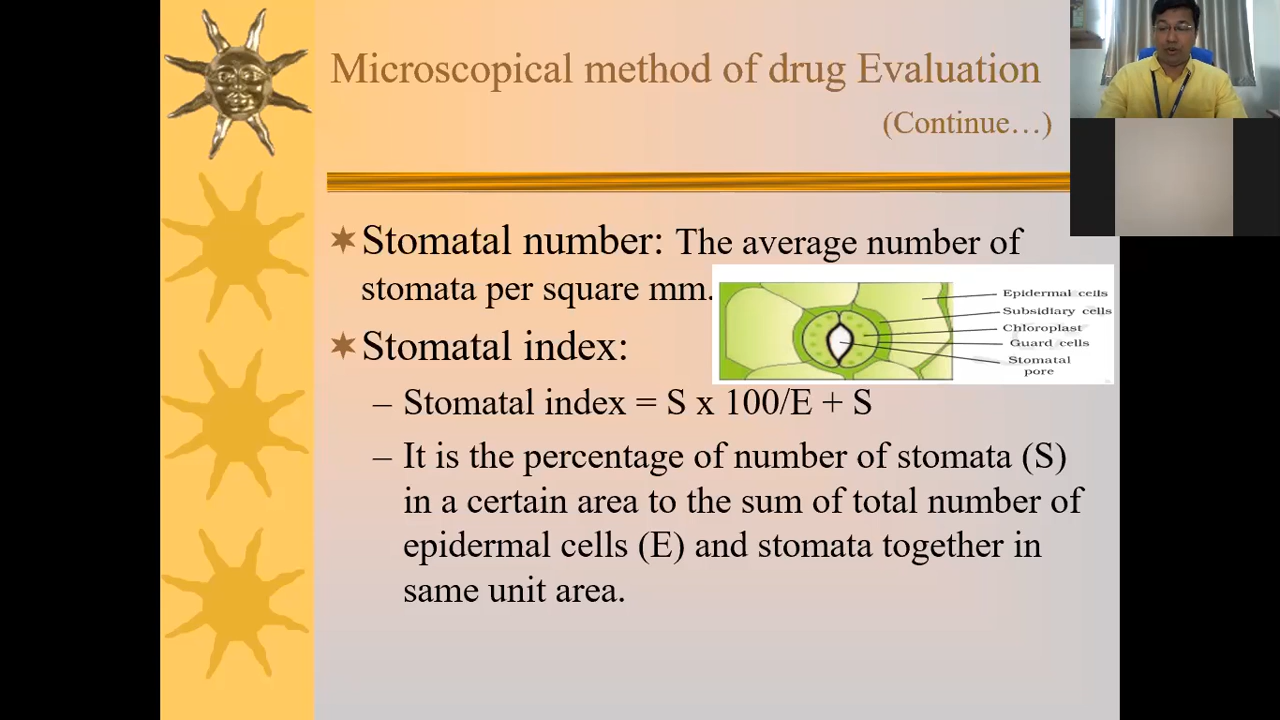 Microscopical method of drug Evaluation
(Continue…)
Stomatal number: The average number of
stomata per square mm.
Epidermal cells
Subsidiary cells
Chloroplast
Guard cells
Stomatal
pore
Stomatal index:
– Stomatal index = S x 100/E + S
– It is the percentage of number of stomata (S)
in a certain area to the sum of total number of
epidermal cells (E) and stomata together in
same unit area.